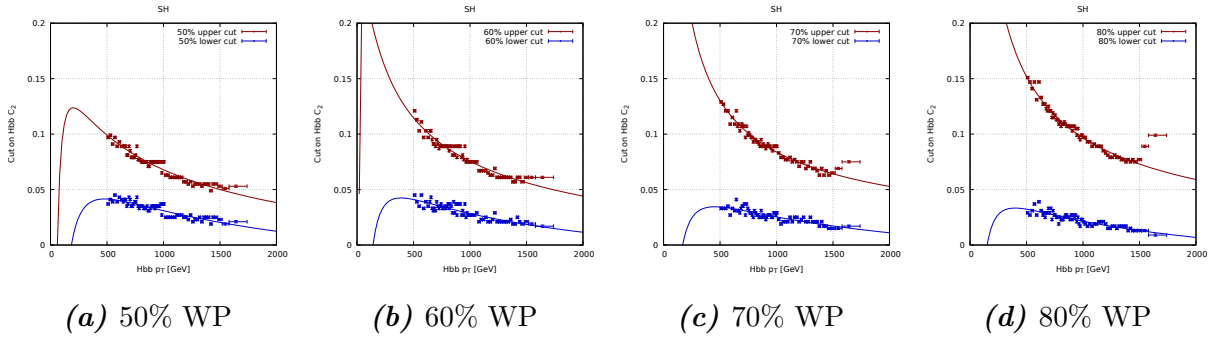 SH
50% upper cut
50% lower cut
Cut on Hbb C2
0.2
0.15
0.1
0.05
0
0 500 1000 1500 2000
Hbb pT [GeV]
(a) 50% WP
SH
60% upper cut
60% lower cut
Cut on Hbb C2
0.2
0.15
0.1
0.05
0
0 500 1000 1500 2000
Hbb pT [GeV]
(b) 60% WP
SH
70% upper cut
70% lower cut
Cut on Hbb C2
0.2
0.15
0.1
0.05
0
0 500 1000 1500 2000
Hbb pT [GeV]
(c) 70% WP
SH
80% upper cut
80% lower cut
Cut on Hbb C2
0.2
0.15
0.1
0.05
0
0 500 1000 1500 2000
Hbb pT [GeV]
(d) 80% WP